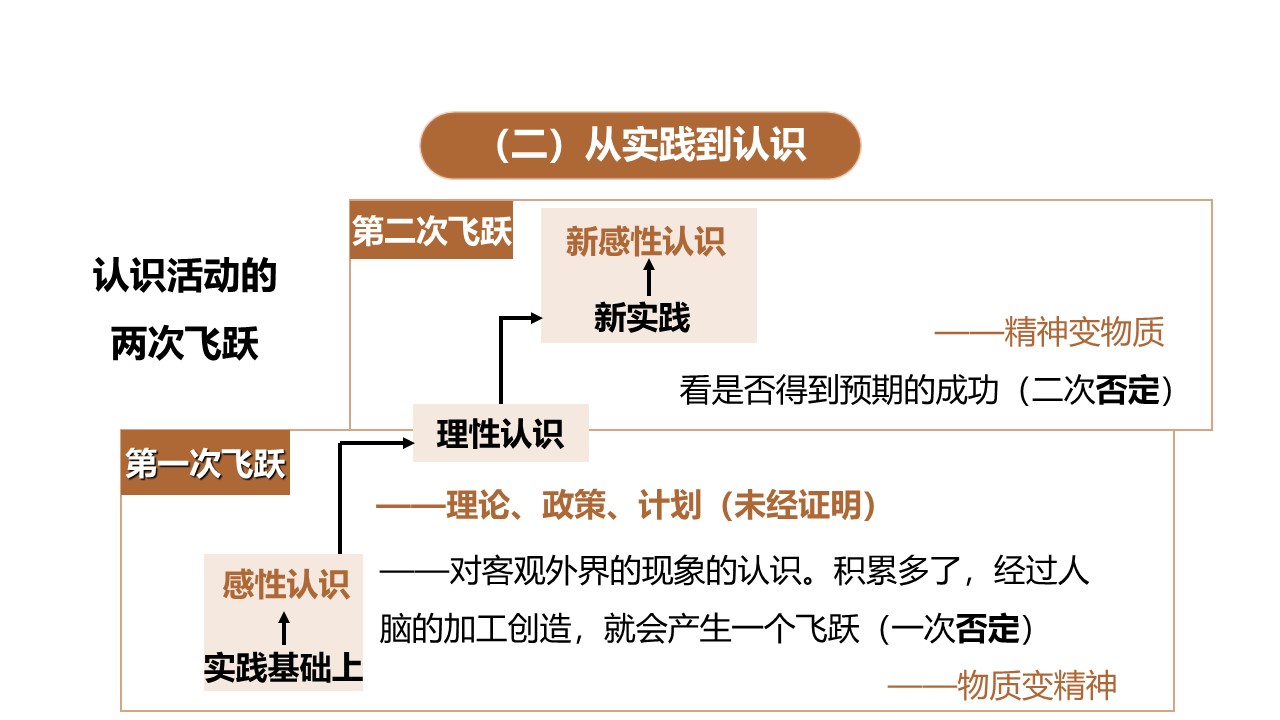 （二）从实践到认识
认识活动的
两次飞跃
第二次飞跃
新感性认识
新实践
——精神变物质
看是否得到预期的成功（二次否定）
理性认识
第一次飞跃
——理论、政策、计划（未经证明）
感性认识
实践基础上
——对客观外界的现象的认识。积累多了，经过人
脑的加工创造，就会产生一个飞跃（一次否定）
——物质变精神